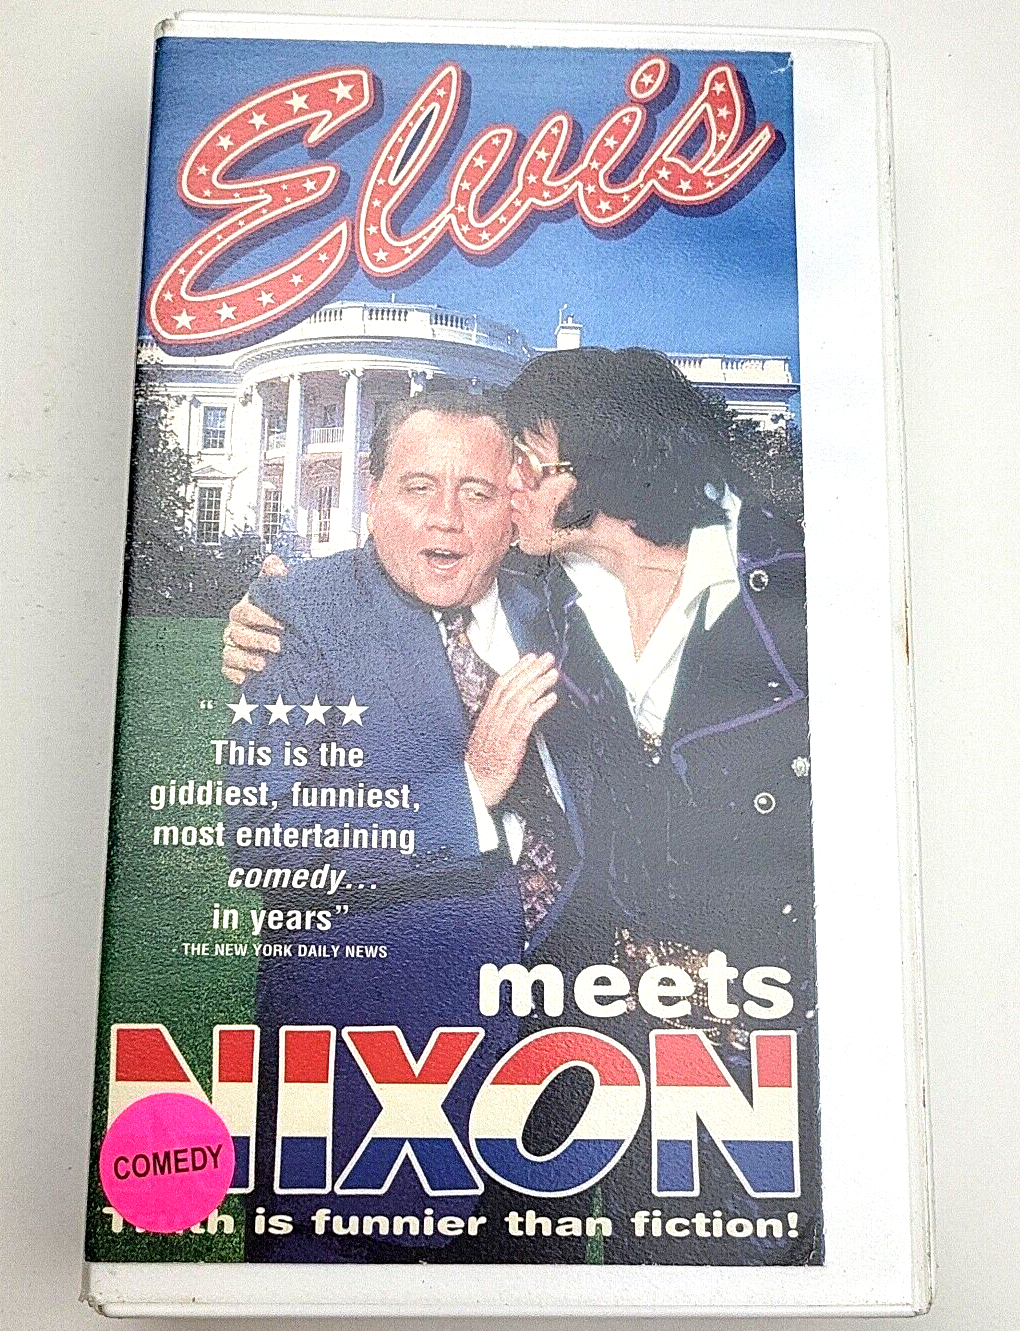 Elvis
“ ★★★★
This is the
giddiest, funniest,
most entertaining
comedy...
in years”
- THE NEW YORK DAILY NEWS
meets
NIXON
COMEDY
Truth is funnier than fiction!